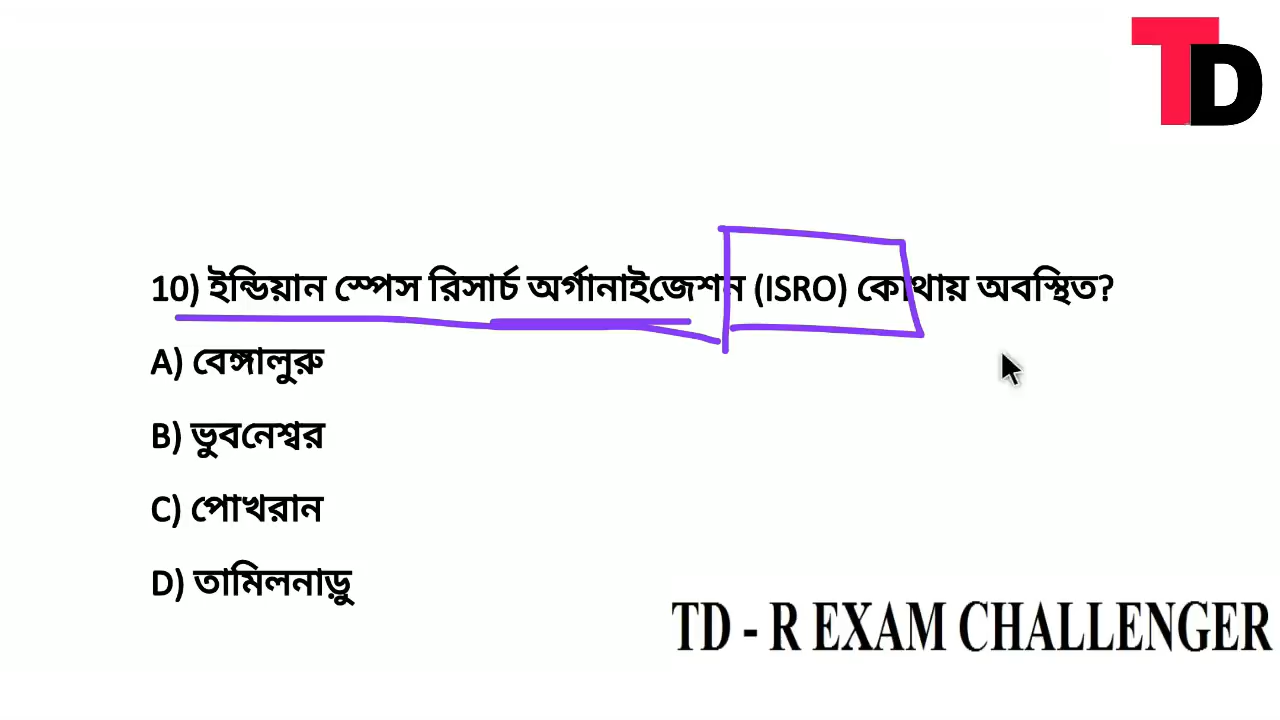 TD
10) ইন্ডিয়ান স্পেস রিসার্চ অর্গানাইজেশন (ISRO) কোথায় অবস্থিত?
A) বেঙ্গালুরু
B) ভুবনেশ্বর
C) পোখরান
D) তামিলনাড়ু
TD - R EXAM CHALLENGER